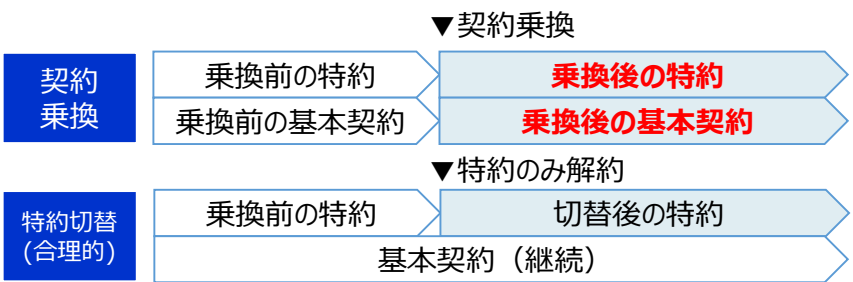 ▼契約乗換
契約
乗換
乗換前の特約
乗換後の特約
乗換前の基本契約
乗換後の基本契約
▼特約のみ解約
特約切替
(合理的)
乗換前の特約
切替後の特約
基本契約（継続）